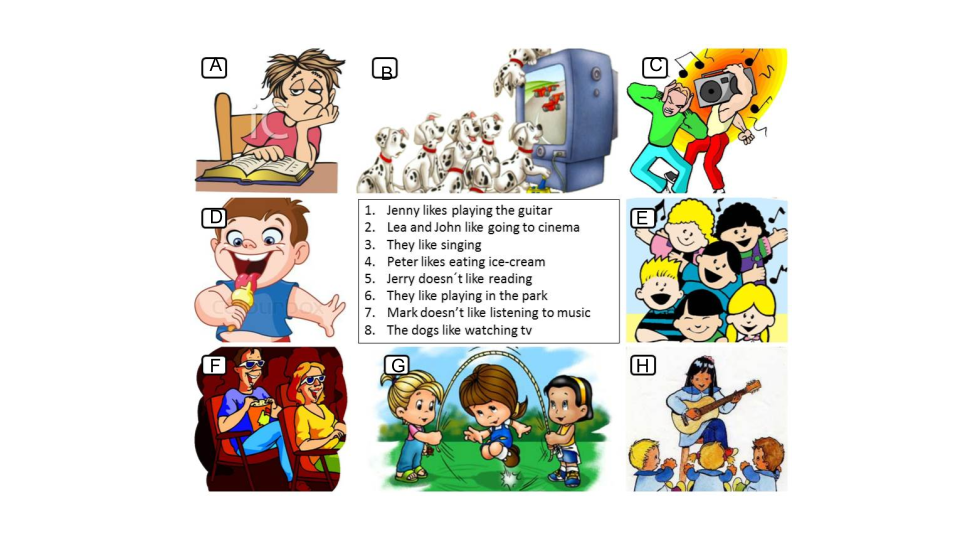 A
B
C
D
1. Jenny likes playing the guitar
2. Lea and John like going to cinema
3. They like singing
4. Peter likes eating ice-cream
5. Jerry doesn´t like reading
6. They like playing in the park
7. Mark doesn’t like listening to music
8. The dogs like watching tv
E
F
G
H